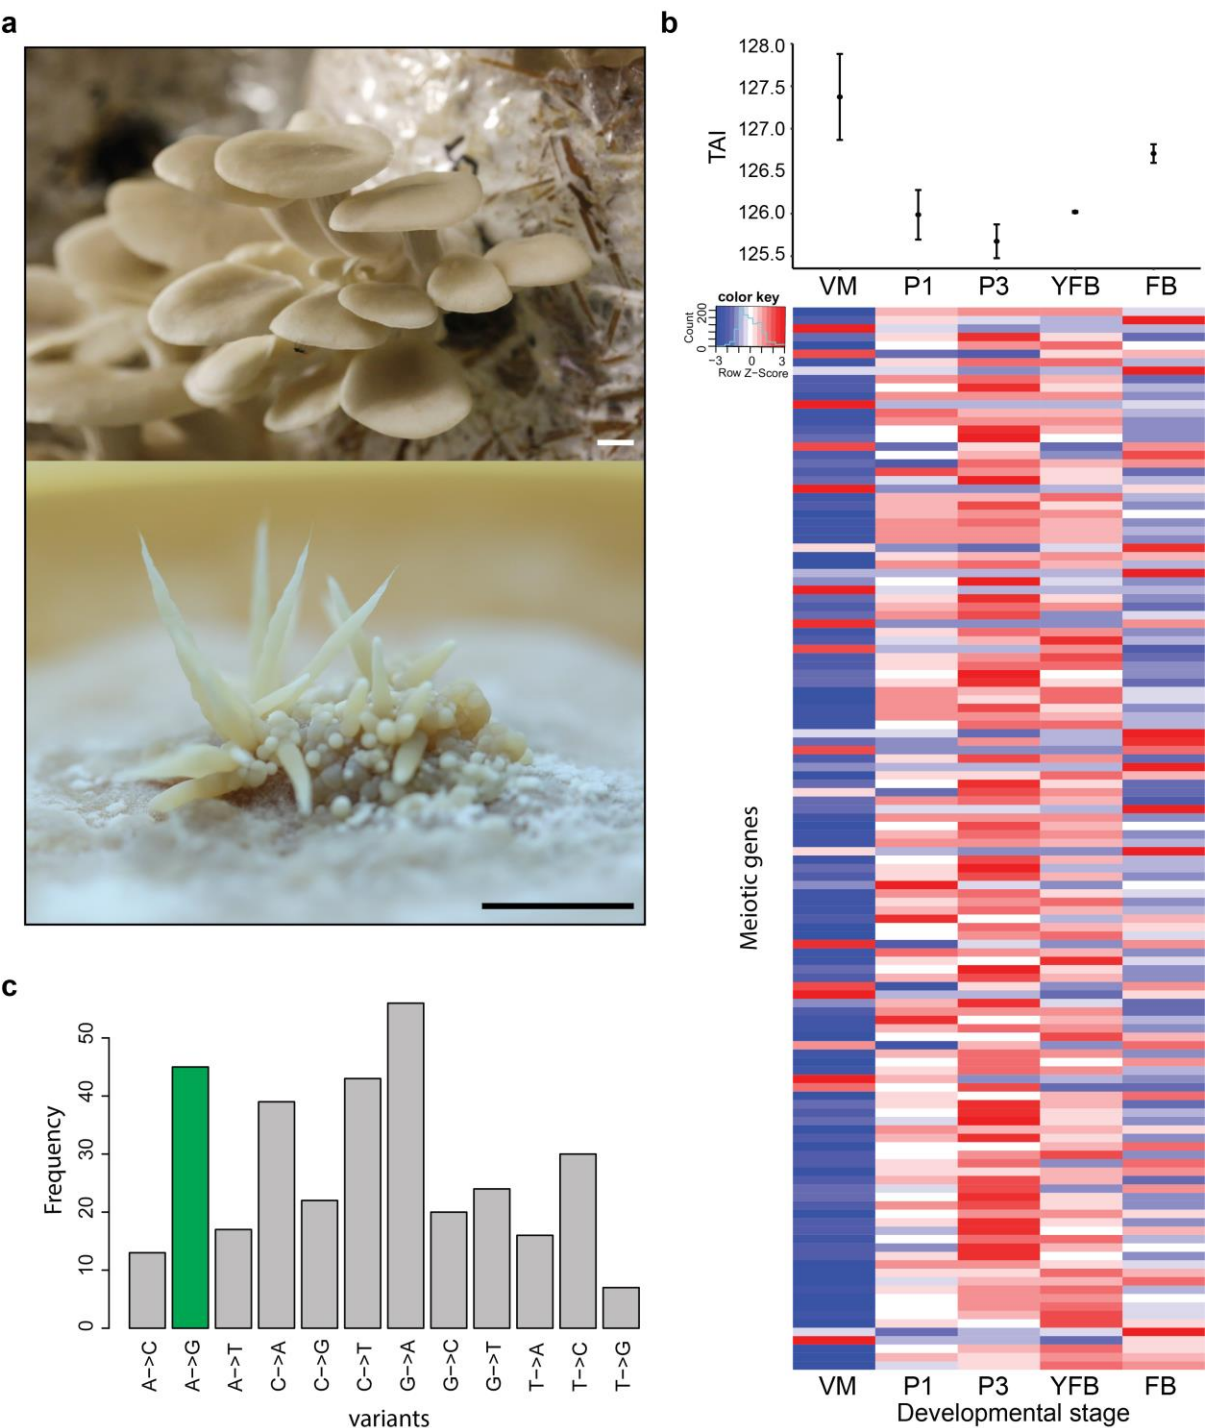 a
b
128.0
127.5
127.0
126.5
126.0
125.5
TAI
VM P1 P3 YFB FB
color key
Count
0 200
−3 0 3
Row Z−Score
Meiotic genes
VM P1 P3 YFB FB
Developmental stage
c
Frequency
0 10 20 30 40 50
A−>C
A−>G
A−>T
C−>A
C−>G
C−>T
G−>A
G−>C
G−>T
T−>A
T−>C
T−>G
variants